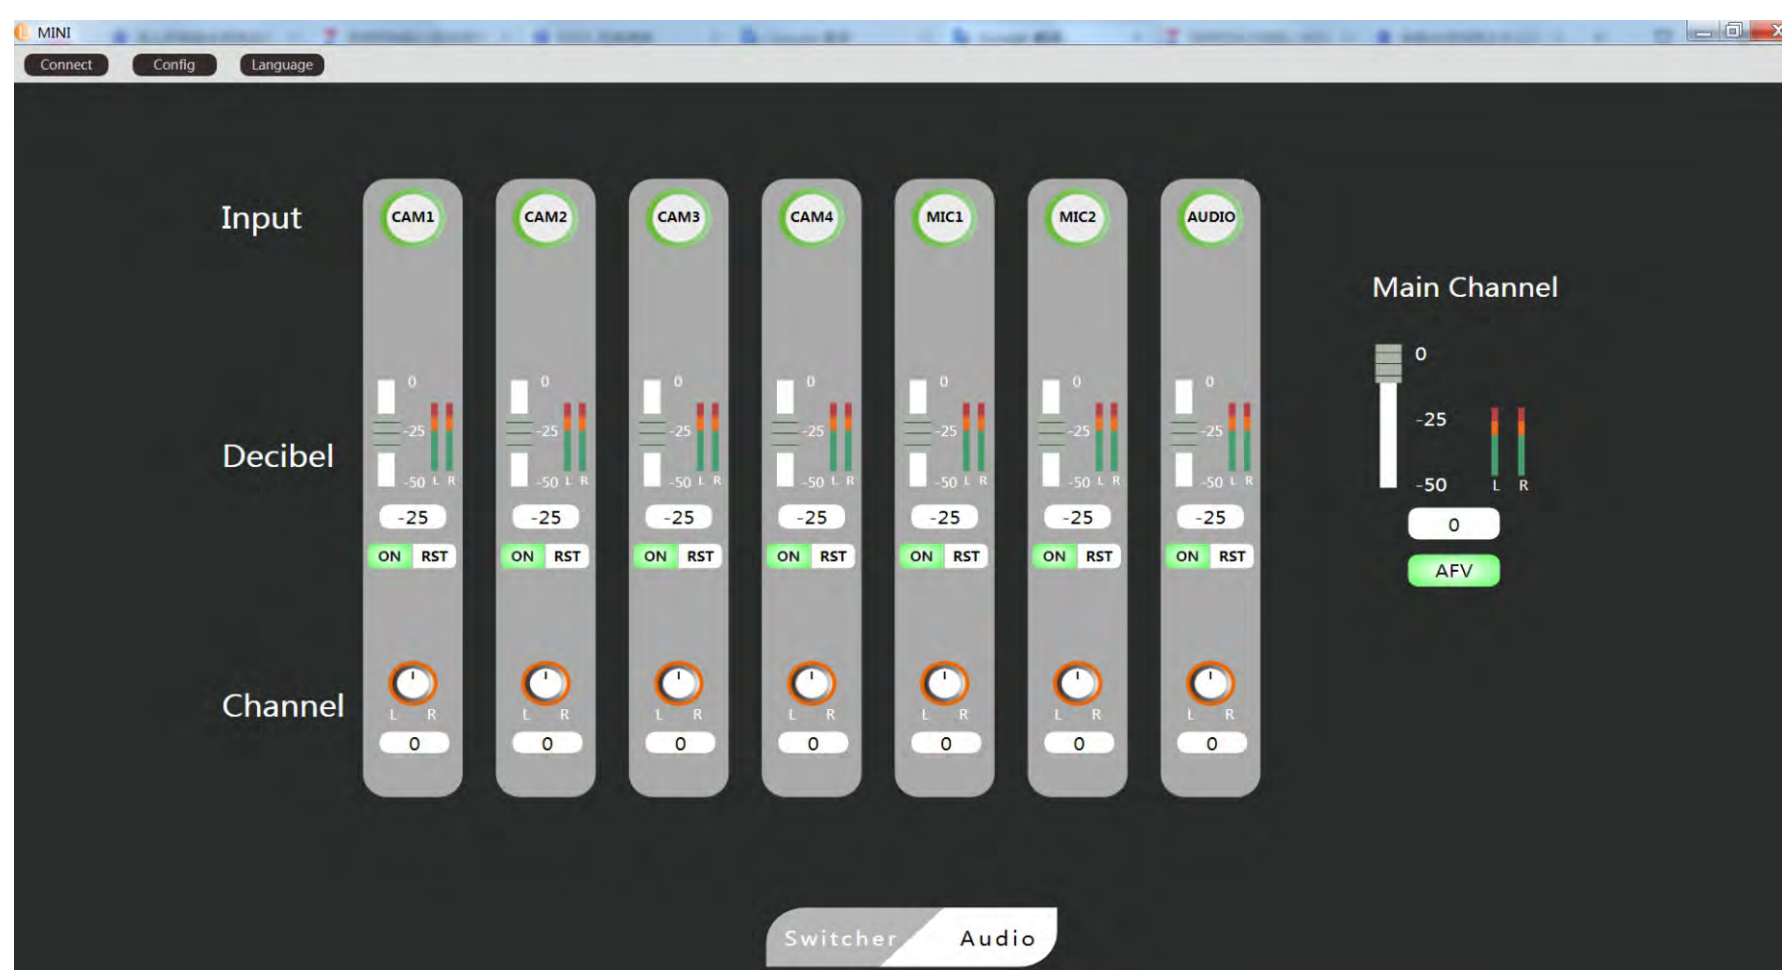 MINI
Connect Config Language
Input CAM1 CAM2 CAM3 CAM4 MIC1 MIC2 AUDIO
Main Channel
0 0 0 0 0 0 0 0
Decibel -25 -25 -25 -25 -25 -25 -25 -25
-50 L R -50 L R -50 L R -50 L R -50 L R -50 L R -50 L R -50 L R
-25 -25 -25 -25 -25 -25 -25 0
ON RST ON RST ON RST ON RST ON RST ON RST ON RST AFV
Channel L R L R L R L R L R L R L R
0 0 0 0 0 0 0
Switcher Audio